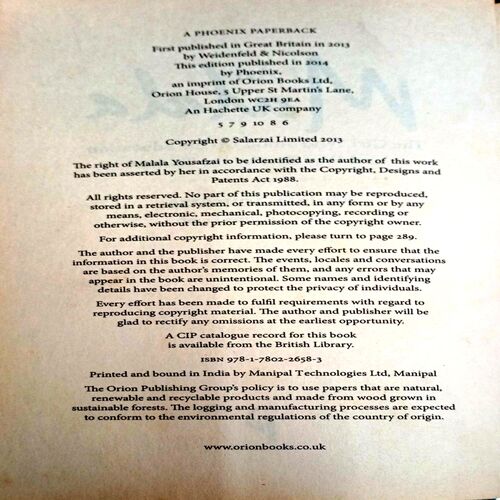 A PHOENIX PAPERBACK
First published in Great Britain in 2013
by Weidenfeld & Nicolson
This edition published in 2014
by Phoenix,
an imprint of Orion Books Ltd,
Orion House, 5 Upper St Martin's Lane,
London WC2H 9EA
An Hachette UK company
5 7 9 10 8 6
Copyright © Salarzai Limited 2013
The right of Malala Yousafzai to be identified as the author of this work
has been asserted by her in accordance with the Copyright, Designs and
Patents Act 1988.
All rights reserved. No part of this publication may be reproduced,
stored in a retrieval system, or transmitted, in any form or by any
means, electronic, mechanical, photocopying, recording or
otherwise, without the prior permission of the copyright owner.
For additional copyright information, please turn to page 289.
The author and the publisher have made every effort to ensure that the
information in this book is correct. The events, locales and conversations
are based on the author's memories of them, and any errors that may
appear in the book are unintentional. Some names and identifying
details have been changed to protect the privacy of individuals.
Every effort has been made to fulfil requirements with regard to
reproducing copyright material. The author and publisher will be
glad to rectify any omissions at the earliest opportunity.
A CIP catalogue record for this book
is available from the British Library.
ISBN 978-1-7802-2658-3
Printed and bound in India by Manipal Technologies Ltd, Manipal
The Orion Publishing Group's policy is to use papers that are natural,
renewable and recyclable products and made from wood grown in
sustainable forests. The logging and manufacturing processes are expected
to conform to the environmental regulations of the country of origin.
www.orionbooks.co.uk